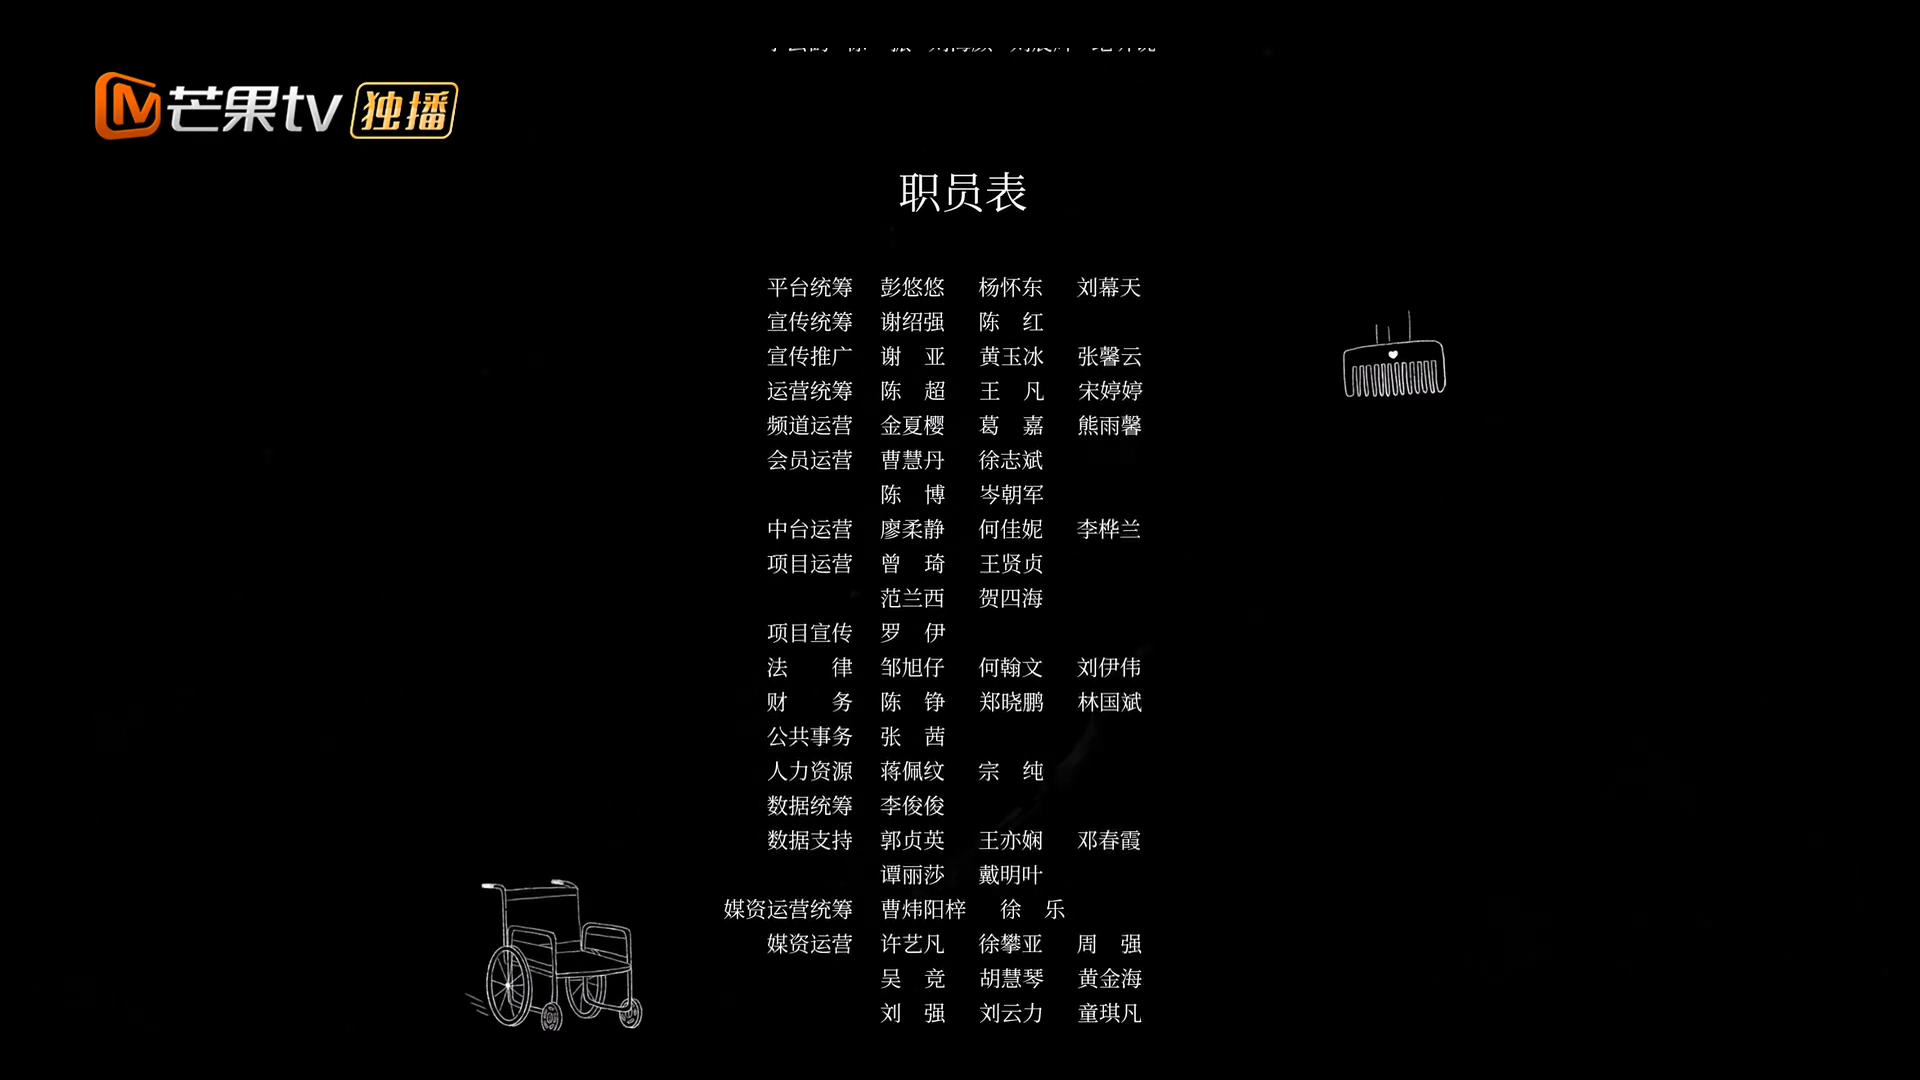 芒果tv 独播
职员表
平台统筹 彭悠悠 杨怀东 刘幕天
宣传统筹 谢绍强 陈 红
宣传推广 谢 亚 黄玉冰 张馨云
运营统筹 陈 超 王 凡 宋婷婷
频道运营 金夏樱 葛 嘉 熊雨馨
会员运营 曹慧丹 徐志斌
陈 博 岑朝军
中台运营 廖柔静 何佳妮 李桦兰
项目运营 曾 琦 王贤贞
范兰西 贺四海
项目宣传 罗 伊
法 律 邹旭仔 何翰文 刘伊伟
财 务 陈 铮 郑晓鹏 林国斌
公共事务 张 茜
人力资源 蒋佩纹 宗 纯
数据统筹 李俊俊
数据支持 郭贞英 王亦娴 邓春霞
谭丽莎 戴明叶
媒资运营统筹 曹炜阳梓 徐 乐
媒资运营 许艺凡 徐攀亚 周 强
吴 竞 胡慧琴 黄金海
刘 强 刘云力 童琪凡